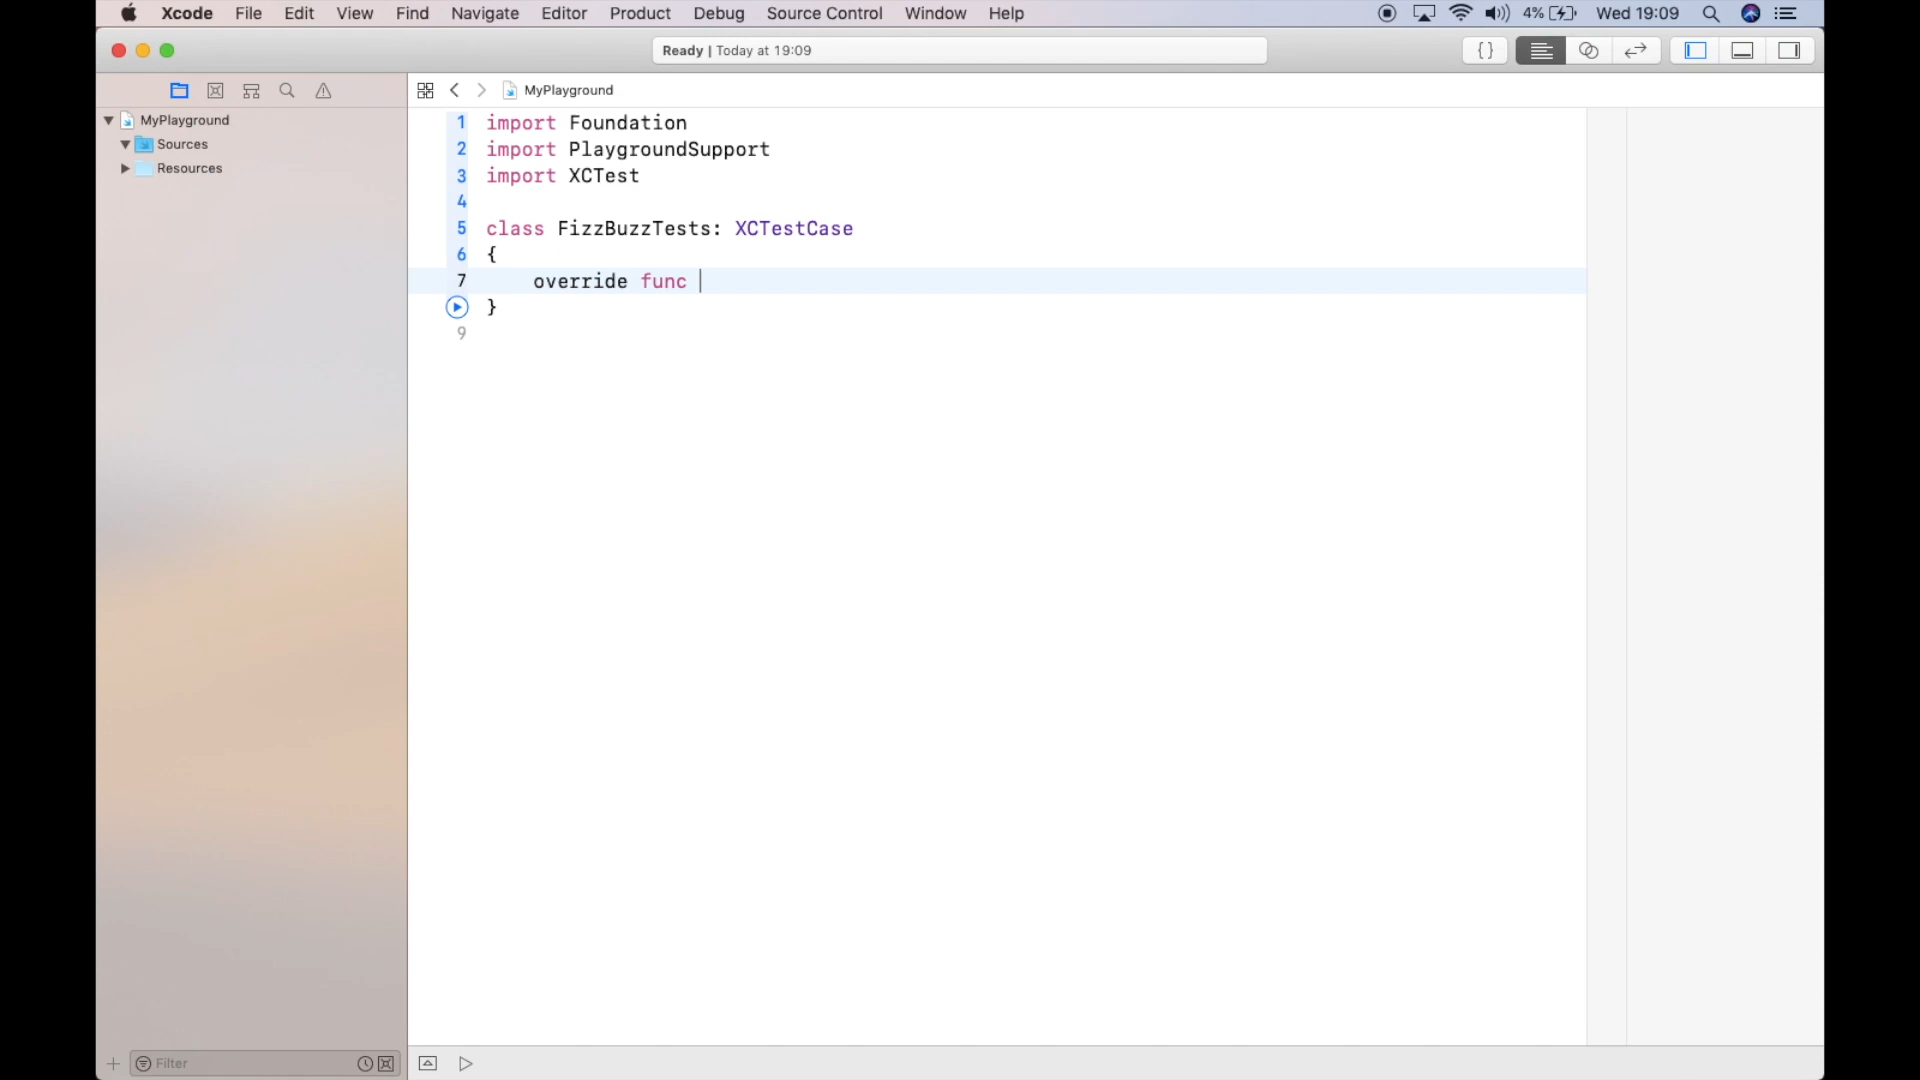 Xcode File Edit View Find Navigate Editor Product Debug Source Control Window Help 4% Wed 19:09
Ready | Today at 19:09
{ }
MyPlayground
MyPlayground
Sources
Resources
1 import Foundation
2 import PlaygroundSupport
3 import XCTest
4
5 class FizzBuzzTests: XCTestCase
6 {
7 override func
}
9
Filter